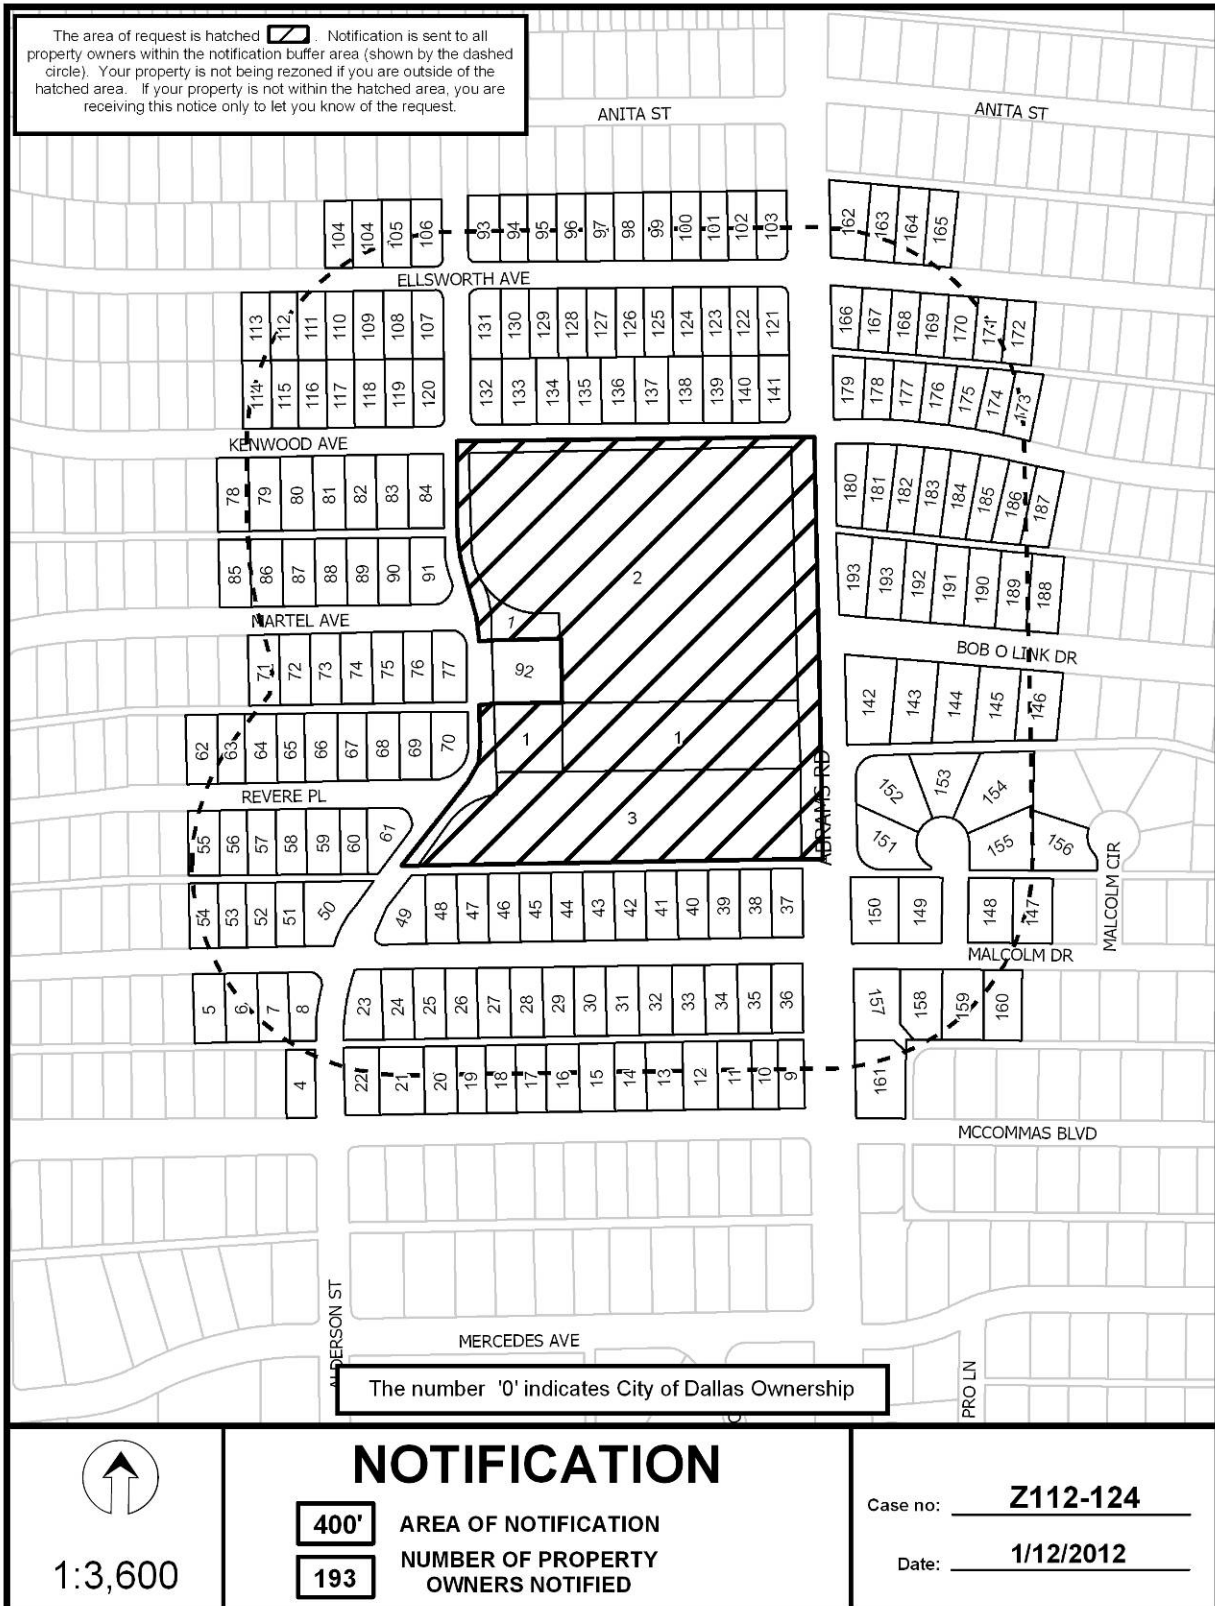 The area of request is hatched . Notification is sent to all
property owners within the notification buffer area (shown by the dashed
circle). Your property is not being rezoned if you are outside of the
hatched area. If your property is not within the hatched area, you are
receiving this notice only to let you know of the request.
ANITA ST
ANITA ST
104 104 105 106 93 94 95 96 97 98 99 100 101 102 103 162 163 164 165
ELLSWORTH AVE
113 112 111 110 109 108 107 131 130 129 128 127 126 125 124 123 122 121 166 167 168 169 170 171 172
114 115 116 117 118 119 120 132 133 134 135 136 137 138 139 140 141 179 178 177 176 175 174 173
KENWOOD AVE
78 79 80 81 82 83 84 180 181 182 183 184 185 186 187
85 86 87 88 89 90 91 2 193 193 192 191 190 189 188
MARTEL AVE
1
BOB O LINK DR
71 72 73 74 75 76 77 92 142 143 144 145 146
62 63 64 65 66 67 68 69 70 1 1
REVERE PL
ABRAMS RD
152 153 154
55 56 57 58 59 60 61 3 151 155 156
MALCOLM CIR
54 53 52 51 50 49 48 47 46 45 44 43 42 41 40 39 38 37 150 149 148 147
MALCOLM DR
5 6 7 8 23 24 25 26 27 28 29 30 31 32 33 34 35 36 157 158 159 160
4 22 21 20 19 18 17 16 15 14 13 12 11 10 9 161
MCCOMMAS BLVD
ALDERSON ST
MERCEDES AVE
PRO LN
The number '0' indicates City of Dallas Ownership
1:3,600
NOTIFICATION
400' AREA OF NOTIFICATION
193 NUMBER OF PROPERTY
OWNERS NOTIFIED
Case no: Z112-124
Date: 1/12/2012